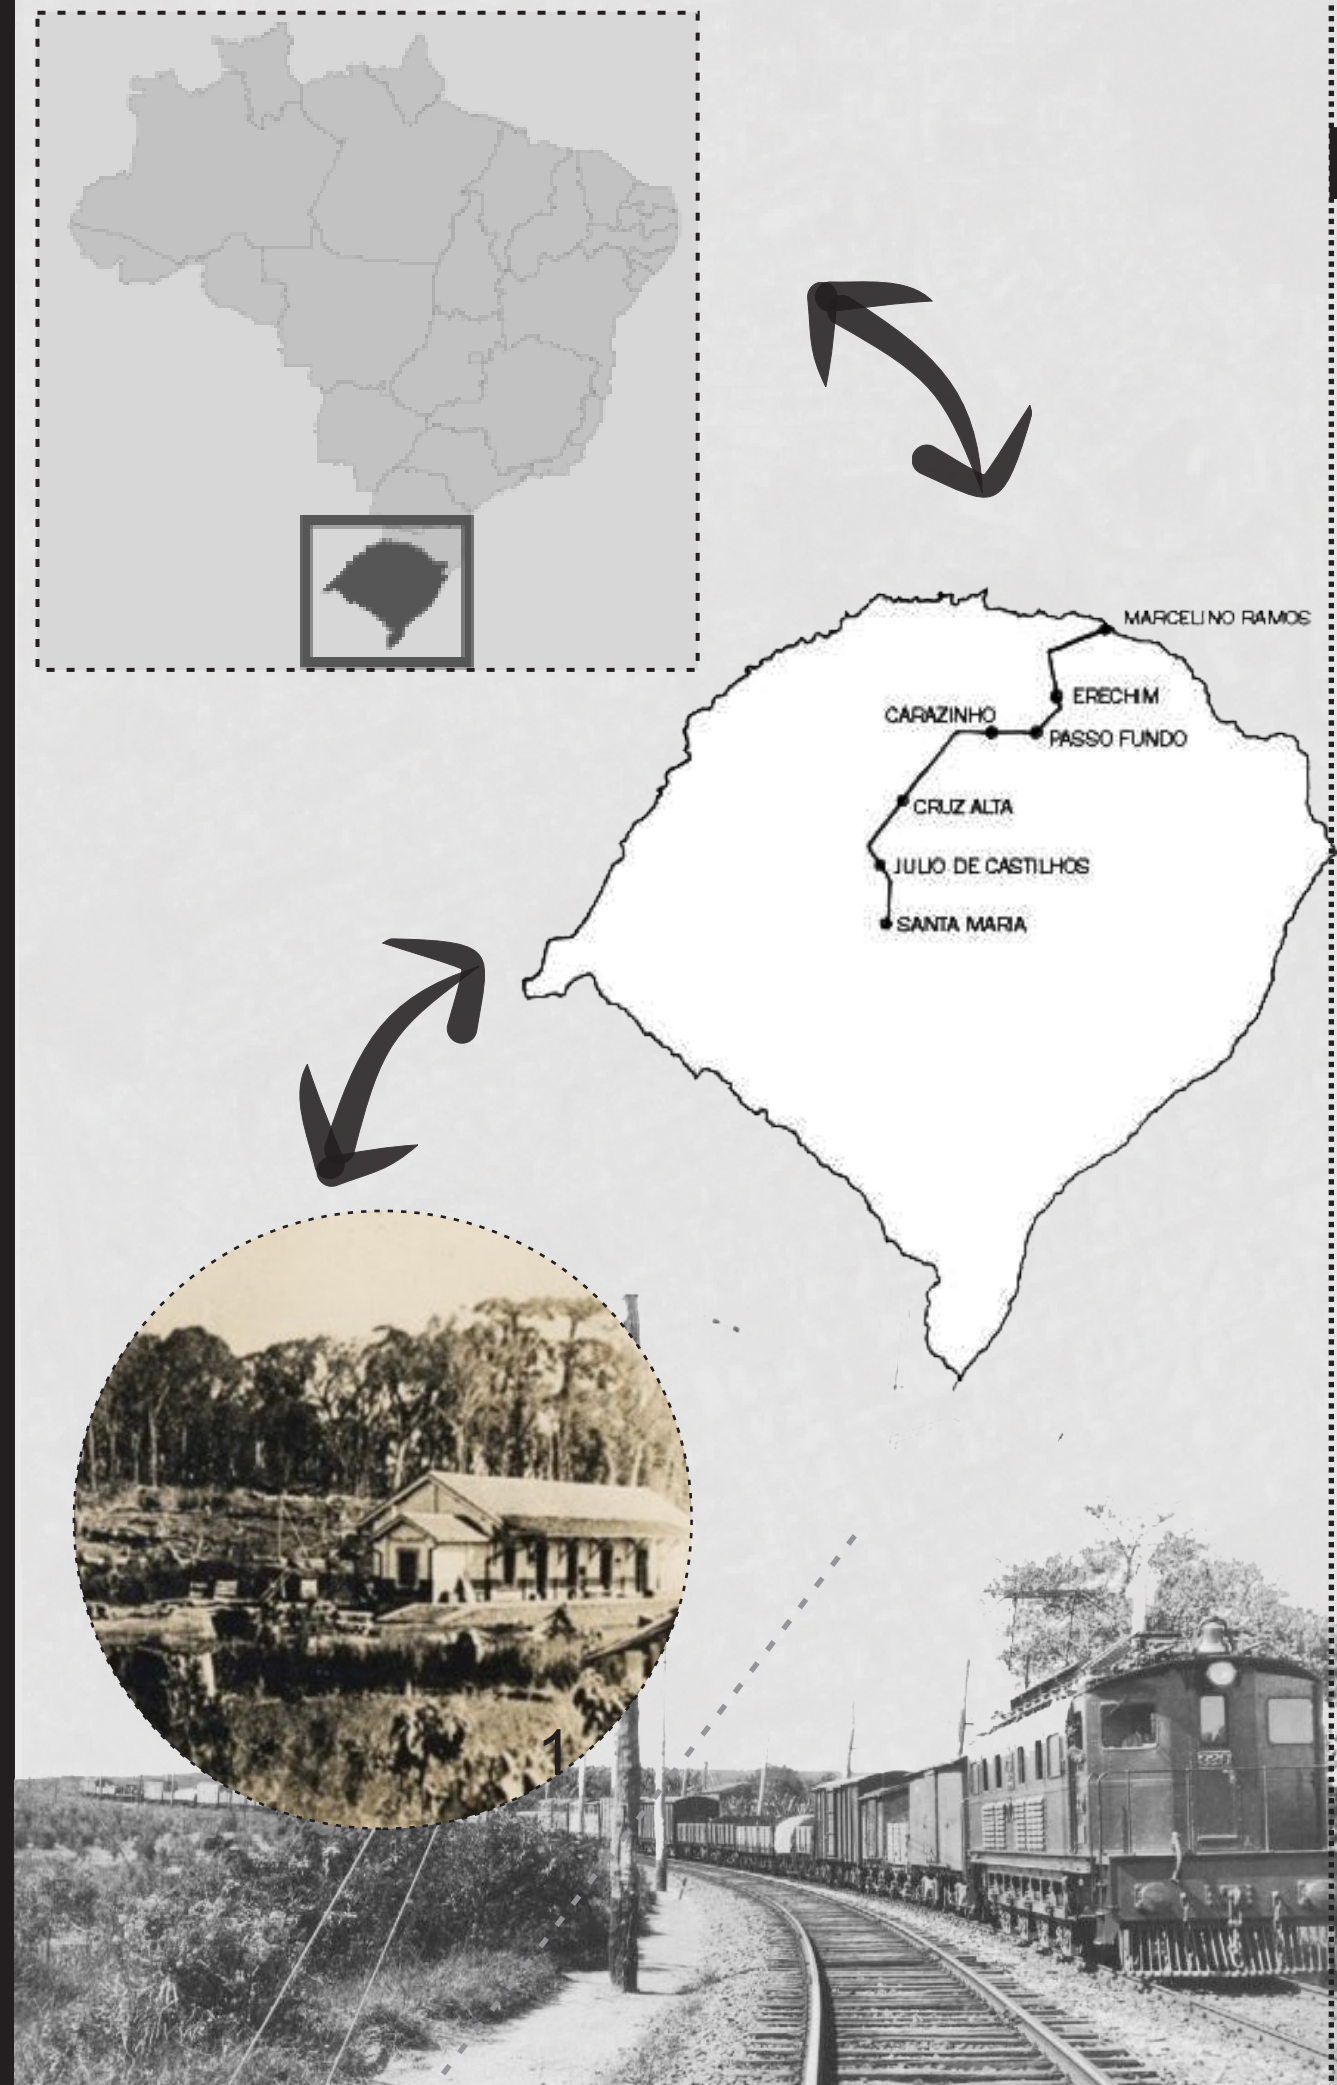 MARCELINO RAMOS
ERECHIM
CARAZINHO
PASSO FUNDO
CRUZ ALTA
JULIO DE CASTILHOS
SANTA MARIA
1